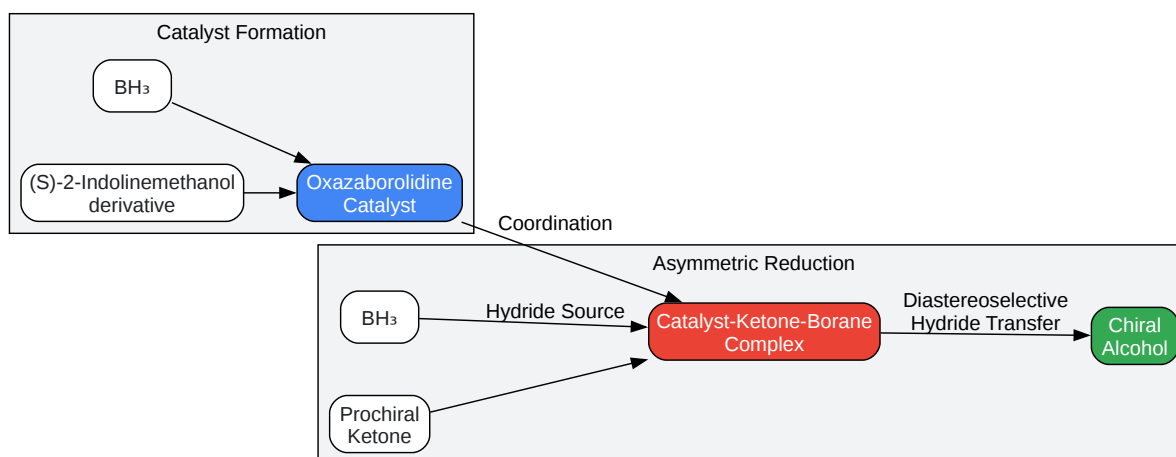 Catalyst Formation
BH₃
(S)-2-Indolinemethanol
derivative
Oxazaborolidine
Catalyst
Coordination
Asymmetric Reduction
BH₃
Hydride Source
Catalyst-Ketone-Borane
Complex
Diastereoselective
Hydride Transfer
Chiral
Alcohol
Prochiral
Ketone